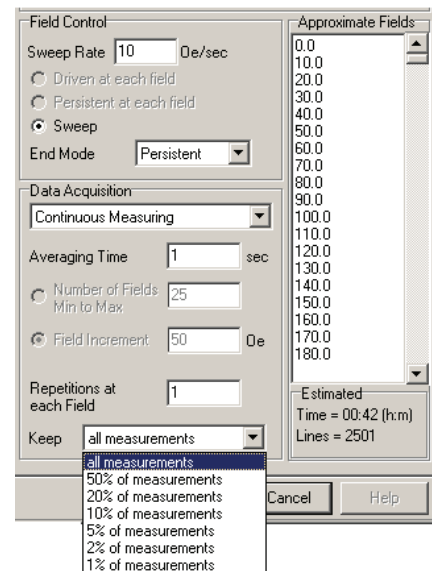 Field Control
Sweep Rate 10 Oe/sec
Driven at each field
Persistent at each field
Sweep
End Mode Persistent
Data Acquisition
Continuous Measuring
Averaging Time 1 sec
Number of Fields
Min to Max
25
Field Increment 50 Oe
Repetitions at
each Field
1
Keep all measurements
all measurements
50% of measurements
20% of measurements
10% of measurements
5% of measurements
2% of measurements
1% of measurements
Approximate Fields
0.0
10.0
20.0
30.0
40.0
50.0
60.0
70.0
80.0
90.0
100.0
110.0
120.0
130.0
140.0
150.0
160.0
170.0
180.0
Estimated
Time = 00:42 (h:m)
Lines = 2501
Cancel
Help